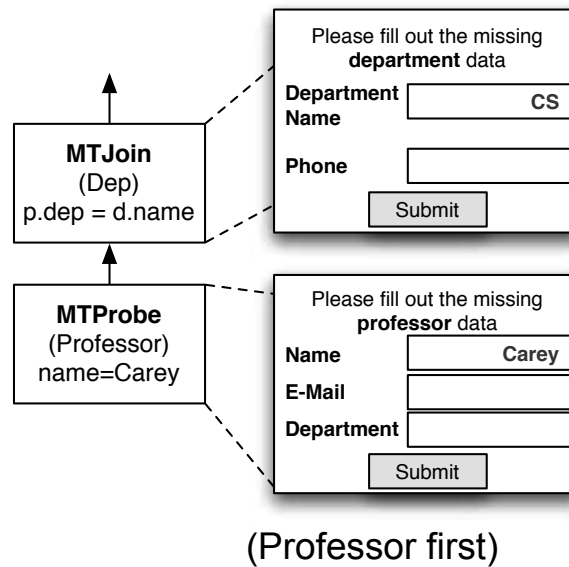 MTJoin
(Dep)
p.dep = d.name
Please fill out the missing
department data
Department
Name
CS
Phone
Submit
MTProbe
(Professor)
name=Carey
Please fill out the missing
professor data
Name
Carey
E-Mail
Department
Submit
(Professor first)